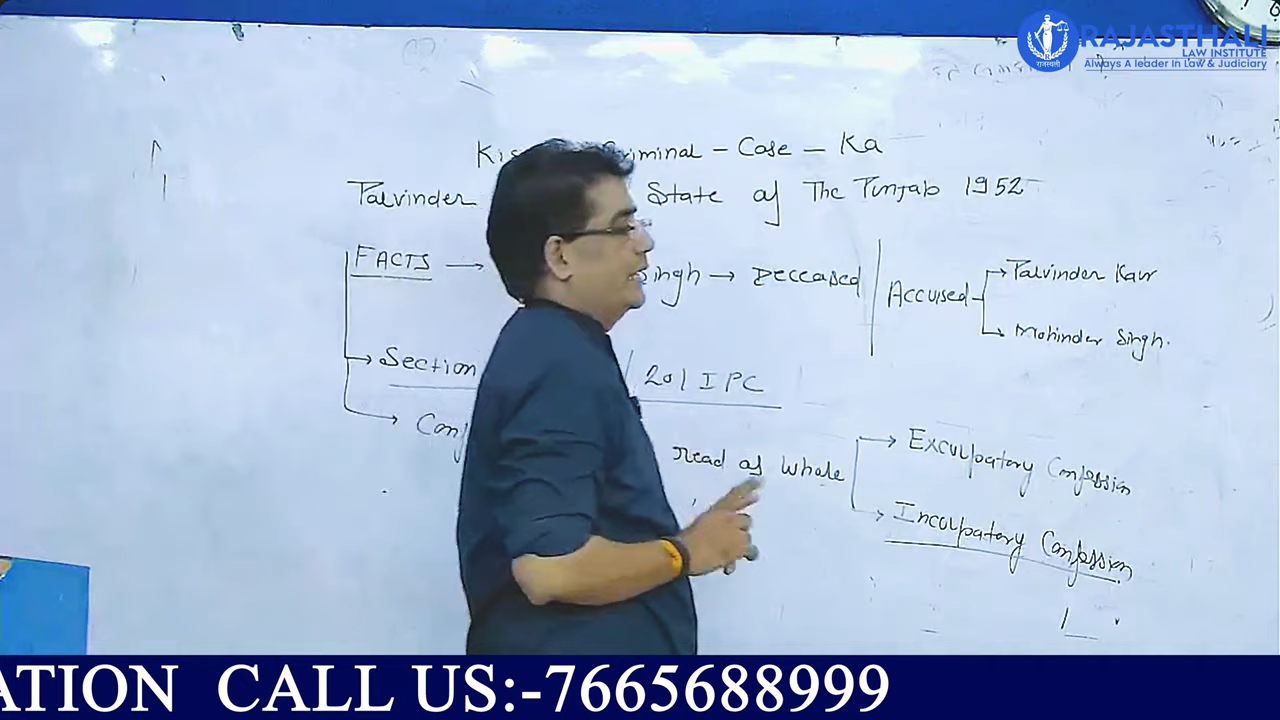 RAJASTHALI
LAW INSTITUTE
Always A leader In Law & Judiciary
राजस्थली
Criminal - Case - Ka
Palvinder State of The Punjab 1952
FACTS → Singh → Deceased
Accused
Palvinder Kaur
Mohinder Singh.
Section 201 IPC
Read as Whole
Exculpatory Confession
Inculpatory Confession
ATION CALL US:-7665688999